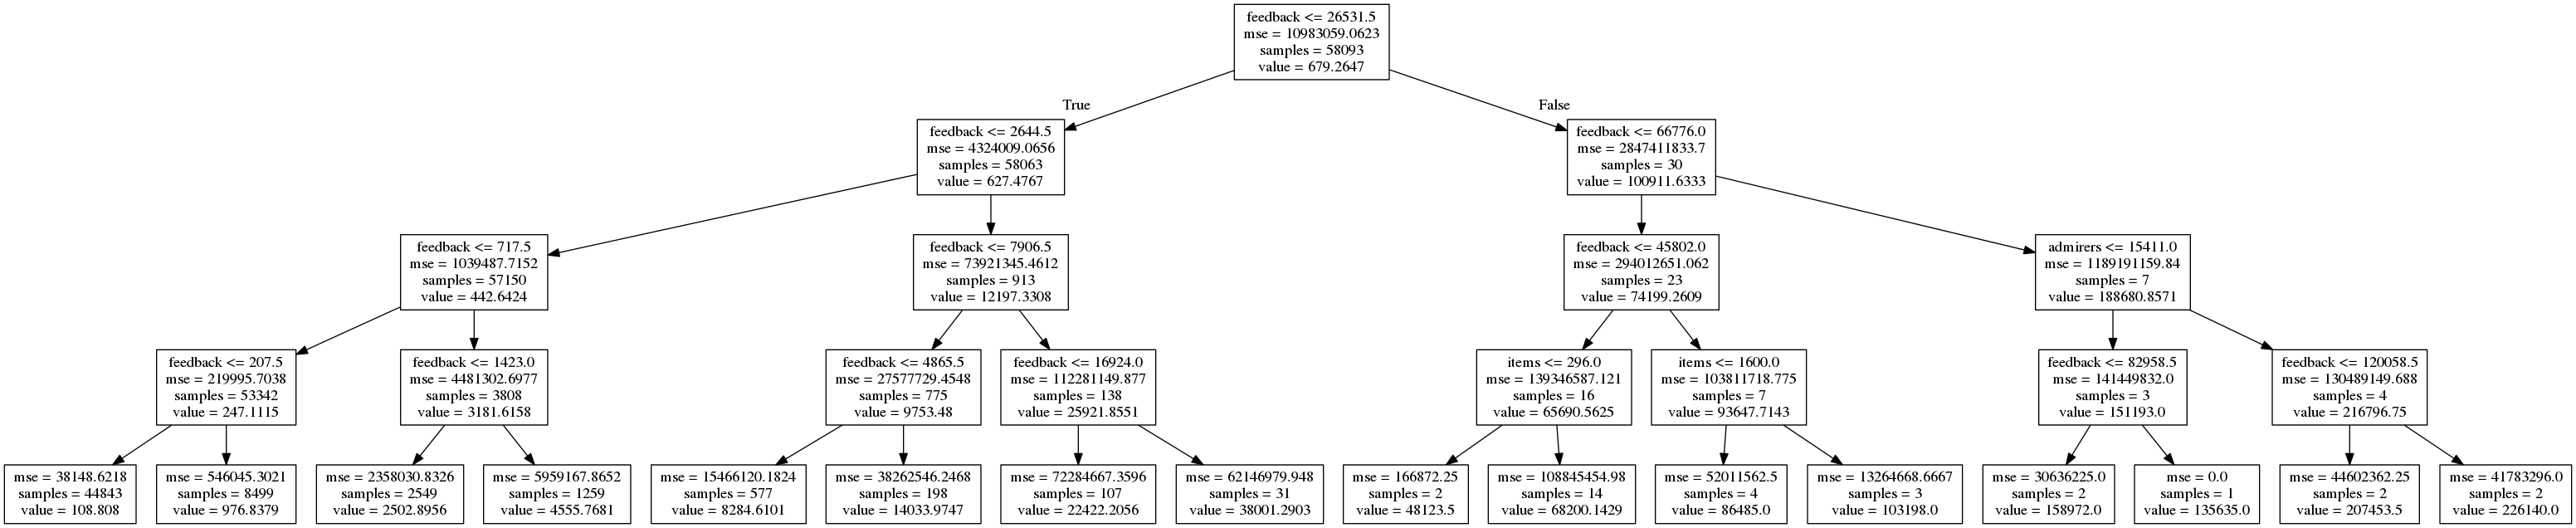 feedback <= 26531.5
mse = 10983059.0623
samples = 58093
value = 679.2647
True
False
feedback <= 2644.5
mse = 4324009.0656
samples = 58063
value = 627.4767
feedback <= 66776.0
mse = 2847411833.7
samples = 30
value = 100911.6333
feedback <= 717.5
mse = 1039487.7152
samples = 57150
value = 442.6424
feedback <= 7906.5
mse = 73921345.4612
samples = 913
value = 12197.3308
feedback <= 45802.0
mse = 294012651.062
samples = 23
value = 74199.2609
admirers <= 15411.0
mse = 1189191159.84
samples = 7
value = 188680.8571
feedback <= 207.5
mse = 219995.7038
samples = 53342
value = 247.1115
feedback <= 1423.0
mse = 4481302.6977
samples = 3808
value = 3181.6158
feedback <= 4865.5
mse = 27577729.4548
samples = 775
value = 9753.48
feedback <= 16924.0
mse = 112281149.877
samples = 138
value = 25921.8551
items <= 296.0
mse = 139346587.121
samples = 16
value = 65690.5625
items <= 1600.0
mse = 103811718.775
samples = 7
value = 93647.7143
feedback <= 82958.5
mse = 141449832.0
samples = 3
value = 151193.0
feedback <= 120058.5
mse = 130489149.688
samples = 4
value = 216796.75
mse = 38148.6218
samples = 44843
value = 108.808
mse = 546045.3021
samples = 8499
value = 976.8379
mse = 2358030.8326
samples = 2549
value = 2502.8956
mse = 5959167.8652
samples = 1259
value = 4555.7681
mse = 15466120.1824
samples = 577
value = 8284.6101
mse = 38262546.2468
samples = 198
value = 14033.9747
mse = 72284667.3596
samples = 107
value = 22422.2056
mse = 62146979.948
samples = 31
value = 38001.2903
mse = 166872.25
samples = 2
value = 48123.5
mse = 108845454.98
samples = 14
value = 68200.1429
mse = 52011562.5
samples = 4
value = 86485.0
mse = 13264668.6667
samples = 3
value = 103198.0
mse = 30636225.0
samples = 2
value = 158972.0
mse = 0.0
samples = 1
value = 135635.0
mse = 44602362.25
samples = 2
value = 207453.5
mse = 41783296.0
samples = 2
value = 226140.0